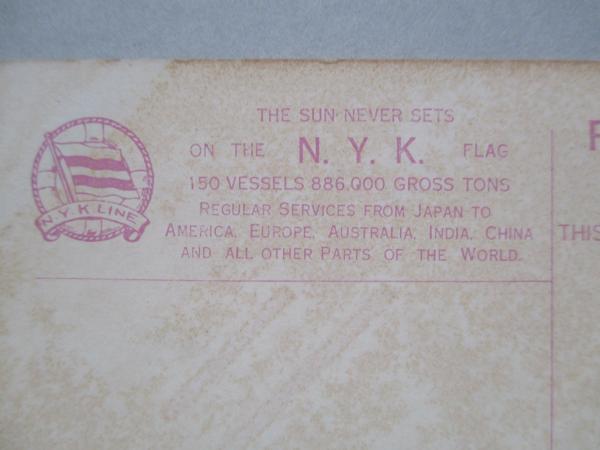 THE SUN NEVER SETS
ON THE N. Y. K. FLAG
150 VESSELS 886,000 GROSS TONS
REGULAR SERVICES FROM JAPAN TO
AMERICA, EUROPE, AUSTRALIA, INDIA, CHINA
AND ALL OTHER PARTS OF THE WORLD.
N.Y.K LINE
THIS